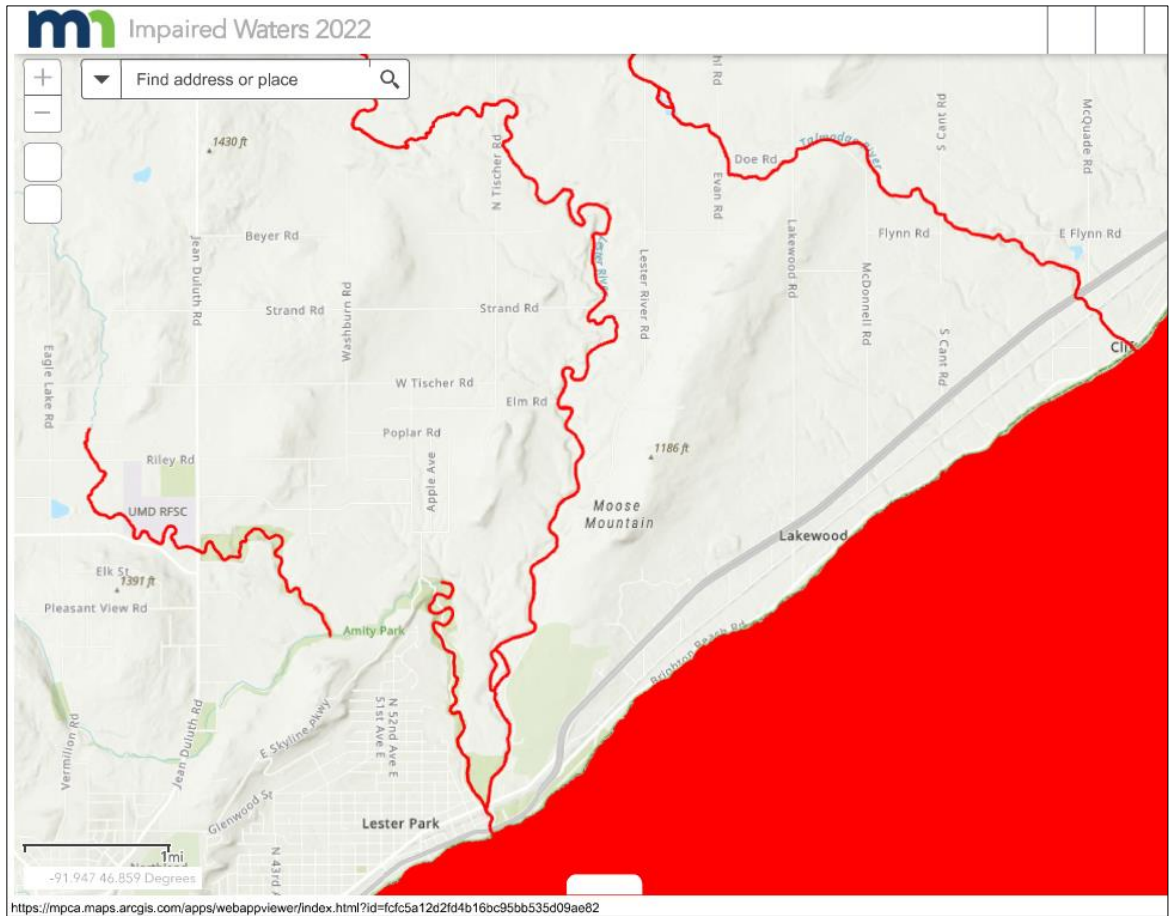 mn Impaired Waters 2022
+
Find address or place
−
1430 ft
N Tischer Rd
hl Rd
Doe Rd
Talmadge River
S Cant Rd
McQuade Rd
Evan Rd
Beyer Rd
Jean Duluth Rd
Lester River
Lester River Rd
Lakewood Rd
Flynn Rd
E Flynn Rd
McDonnell Rd
Strand Rd
Washburn Rd
Strand Rd
S Cant Rd
Clif
Eagle Lake Rd
W Tischer Rd
Elm Rd
Poplar Rd
Riley Rd
Apple Ave
1186 ft
UMD RFSC
Moose
Mountain
Lakewood
Elk St
1391 ft
Pleasant View Rd
Amity Park
Brighton Beach Rd
N 52nd Ave E
51st Ave E
Vermilion Rd
Jean Duluth Rd
E Skyline Pkwy
Glenwood St
Lester Park
N 43rd
1mi
-91.947 46.859 Degrees
https://mpca.maps.arcgis.com/apps/webappviewer/index.html?id=fcfc5a12d2fd4b16bc95bb535d09ae82